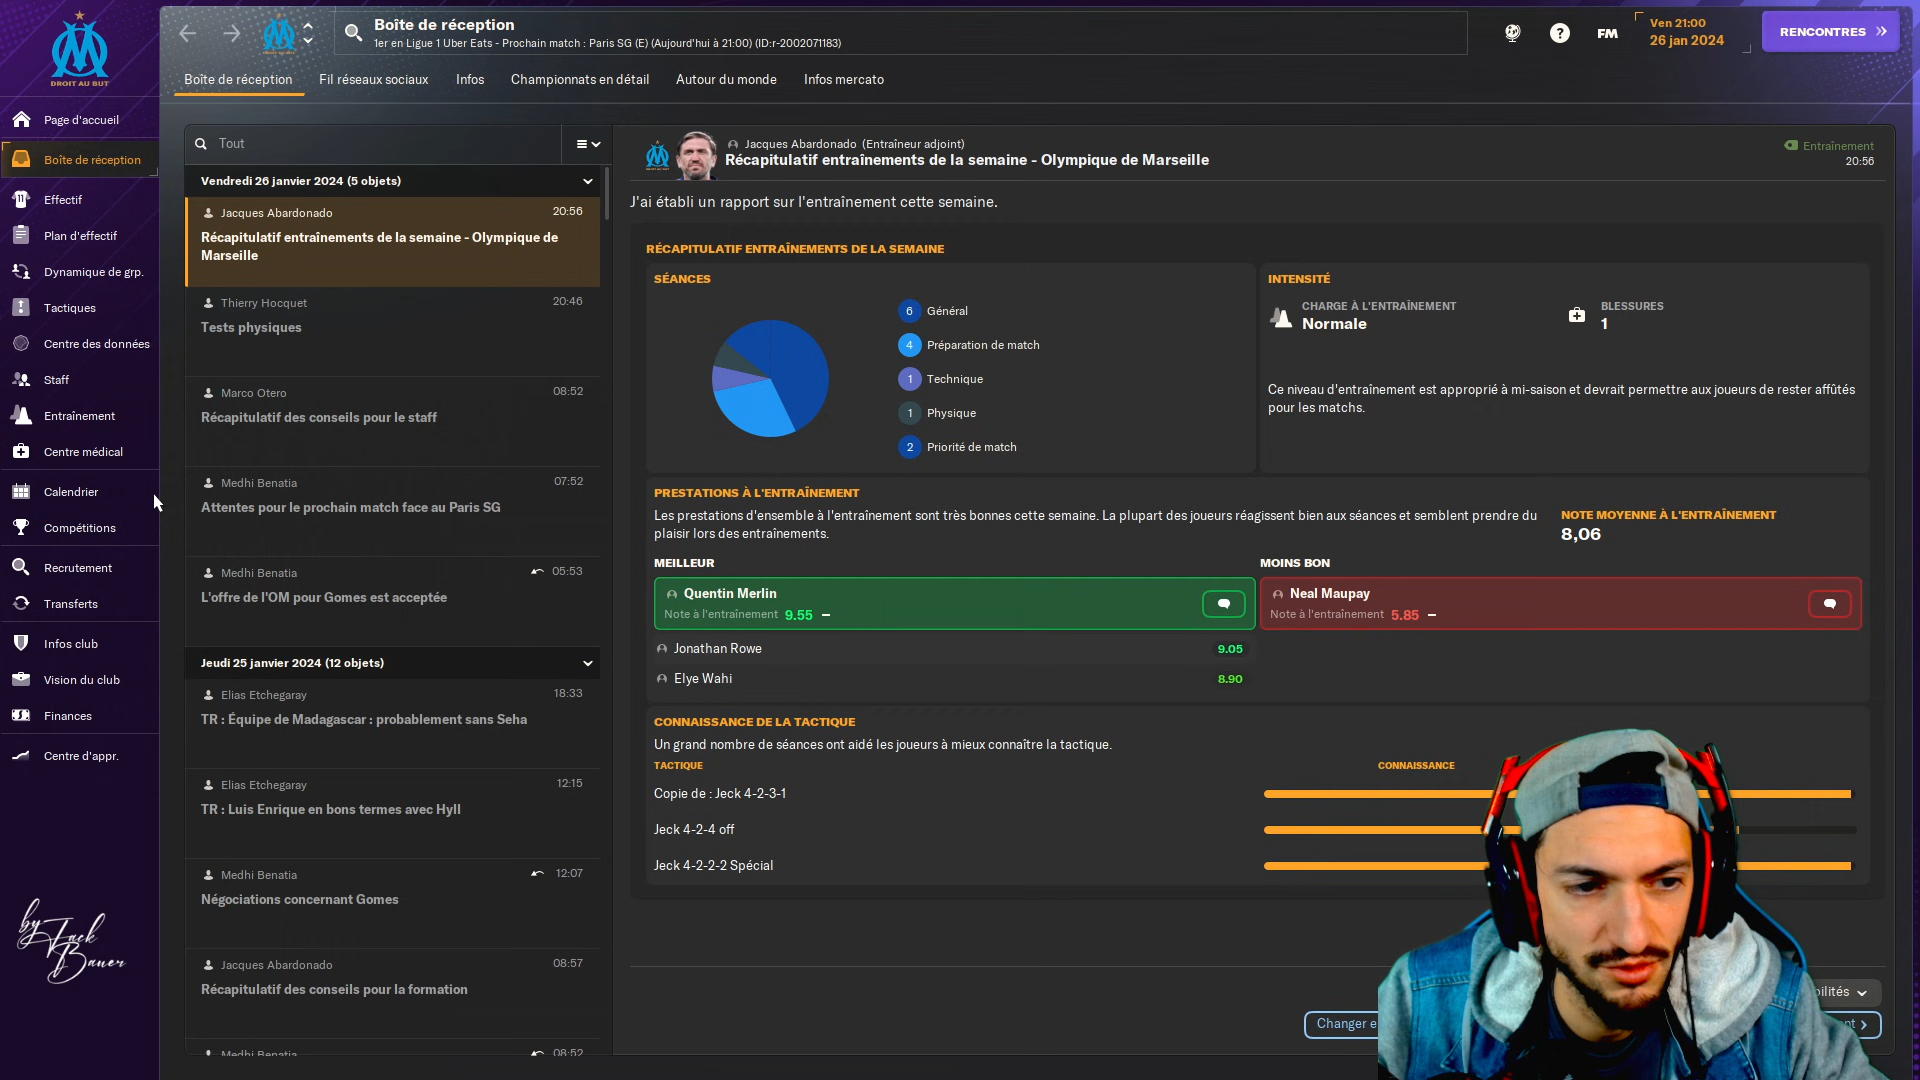 DROIT AU BUT
Boîte de réception
1er en Ligue 1 Uber Eats - Prochain match : Paris SG (E) (Aujourd'hui à 21:00) (ID:r-2002071183)
FM
Ven 21:00
26 jan 2024
RENCONTRES
Boîte de réception
Fil réseaux sociaux
Infos
Championnats en détail
Autour du monde
Infos mercato
Page d'accueil
Boîte de réception
Effectif
Plan d'effectif
Dynamique de grp.
Tactiques
Centre des données
Staff
Entraînement
Centre médical
Calendrier
Compétitions
Recrutement
Transferts
Infos club
Vision du club
Finances
Centre d'appr.
by Jack Bauer
Tout
Vendredi 26 janvier 2024 (5 objets)
Jacques Abardonado 20:56
Récapitulatif entraînements de la semaine - Olympique de
Marseille
Thierry Hocquet 20:46
Tests physiques
Marco Otero 08:52
Récapitulatif des conseils pour le staff
Medhi Benatia 07:52
Attentes pour le prochain match face au Paris SG
Medhi Benatia 05:53
L'offre de l'OM pour Gomes est acceptée
Jeudi 25 janvier 2024 (12 objets)
Elias Etchegaray 18:33
TR : Équipe de Madagascar : probablement sans Seha
Elias Etchegaray 12:15
TR : Luis Enrique en bons termes avec Hyll
Medhi Benatia 12:07
Négociations concernant Gomes
Jacques Abardonado 08:57
Récapitulatif des conseils pour la formation
Medhi Benatia 08:52
Jacques Abardonado (Entraîneur adjoint)
Récapitulatif entraînements de la semaine - Olympique de Marseille
Entraînement
20:56
J'ai établi un rapport sur l'entraînement cette semaine.
RÉCAPITULATIF ENTRAÎNEMENTS DE LA SEMAINE
SÉANCES
6 Général
4 Préparation de match
1 Technique
1 Physique
2 Priorité de match
INTENSITÉ
CHARGE À L'ENTRAÎNEMENT
Normale
BLESSURES
1
Ce niveau d'entraînement est approprié à mi-saison et devrait permettre aux joueurs de rester affûtés
pour les matchs.
PRESTATIONS À L'ENTRAÎNEMENT
Les prestations d'ensemble à l'entraînement sont très bonnes cette semaine. La plupart des joueurs réagissent bien aux séances et semblent prendre du
plaisir lors des entraînements.
NOTE MOYENNE À L'ENTRAÎNEMENT
8,06
MEILLEUR
Quentin Merlin
Note à l'entraînement 9.55 –
Jonathan Rowe 9.05
Elye Wahi 8.90
MOINS BON
Neal Maupay
Note à l'entraînement 5.85 –
CONNAISSANCE DE LA TACTIQUE
Un grand nombre de séances ont aidé les joueurs à mieux connaître la tactique.
TACTIQUE CONNAISSANCE
Copie de : Jeck 4-2-3-1
Jeck 4-2-4 off
Jeck 4-2-2-2 Spécial
Changer